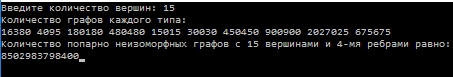 Введите количество вершин: 15
Количество графов каждого типа:
16380 4095 180180 480480 15015 30030 450450 900900 2027025 675675
Количество попарно неизоморфных графов с 15 вершинами и 4-мя ребрами равно:
8502983798400